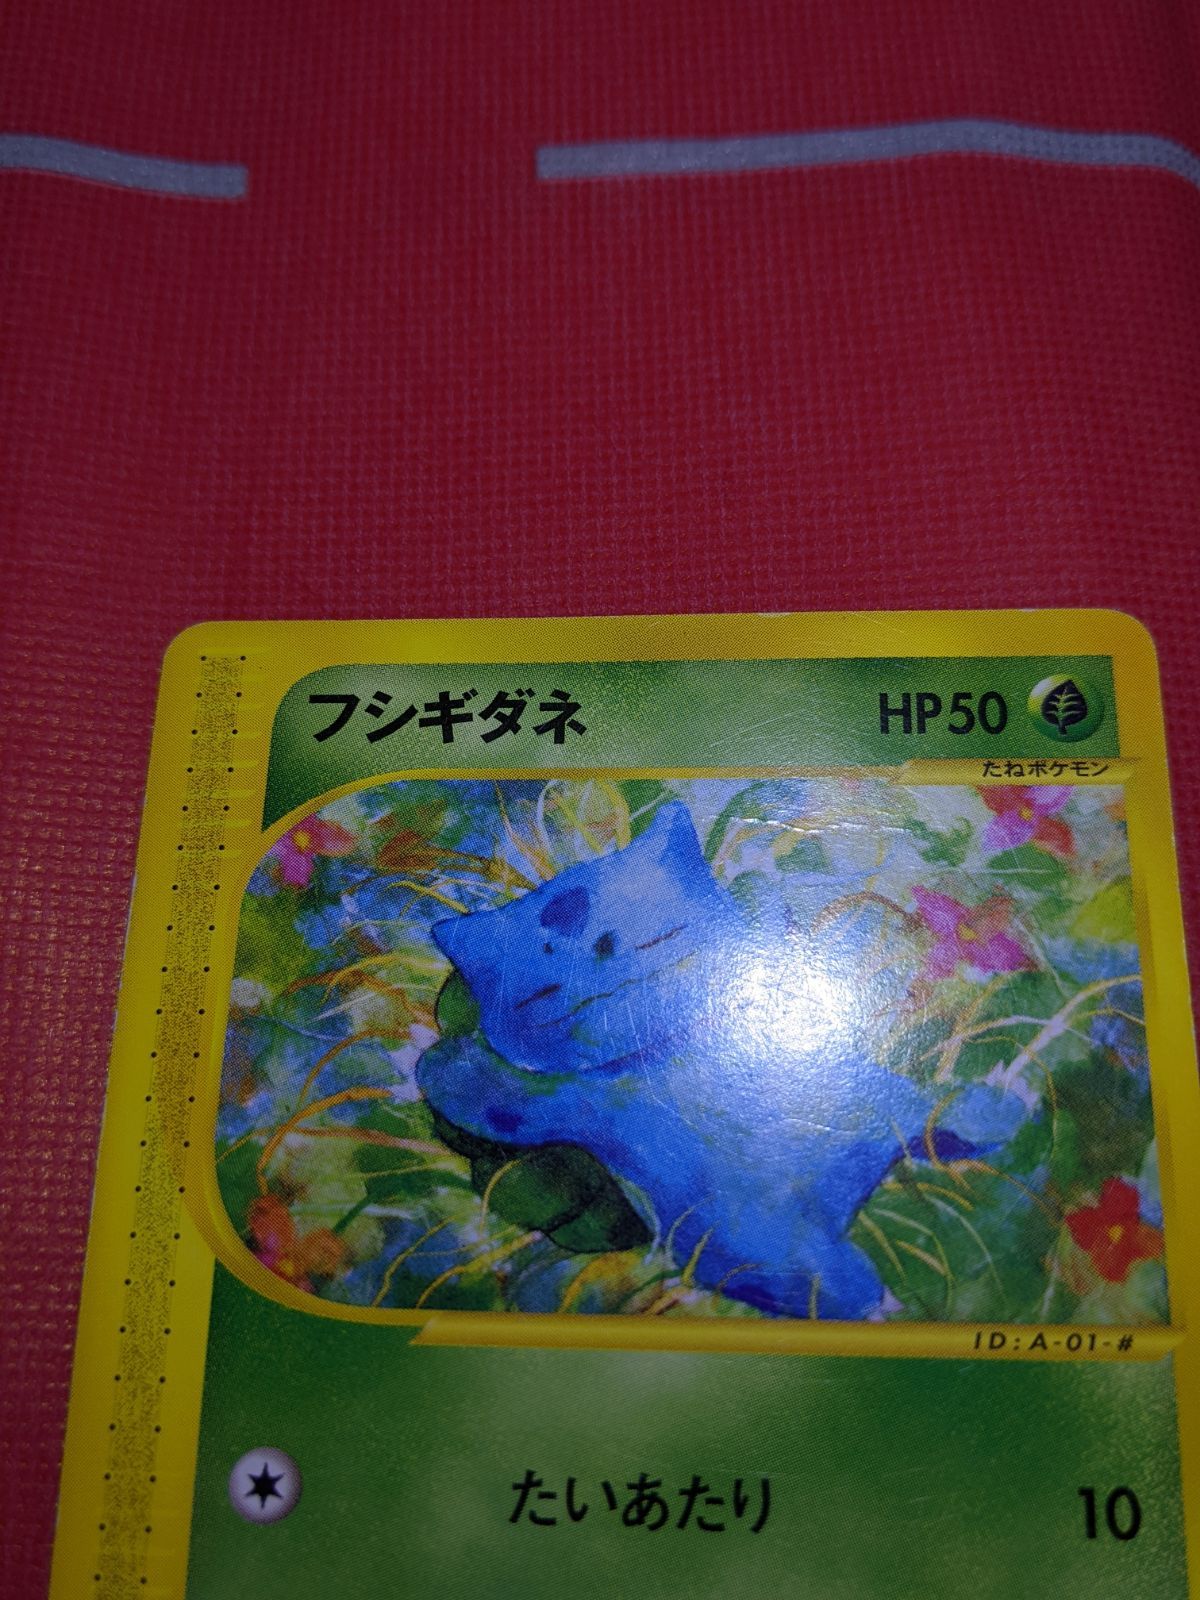 フシギダネ HP50
たねポケモン
ID:A-01-#
たいあたり 10